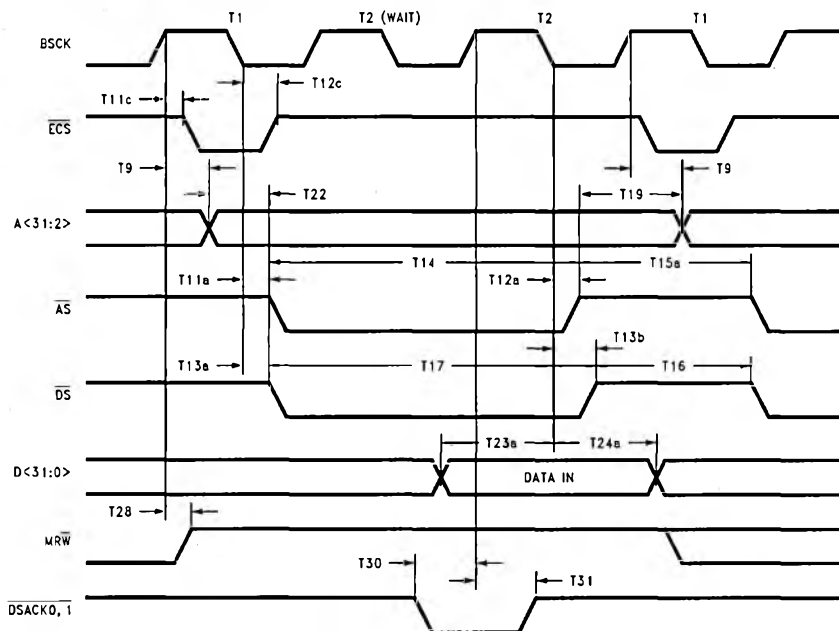 T1 T2 (WAIT) T2 T1
BSCK
T11c T12c
ECS
T9 T9
T22 T19
A<31:2>
T14 T15a
T11a T12a
AS
T13b
T13a T17 T16
DS
T23a T24a
D<31:0> DATA IN
T28
MRW
T30 T31
DSACK0, 1